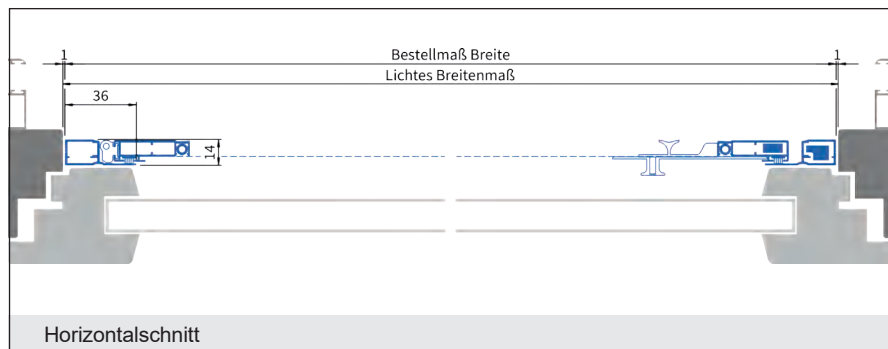 1 Bestellmaß Breite 1
Lichtes Breitenmaß
36
14
Horizontalschnitt